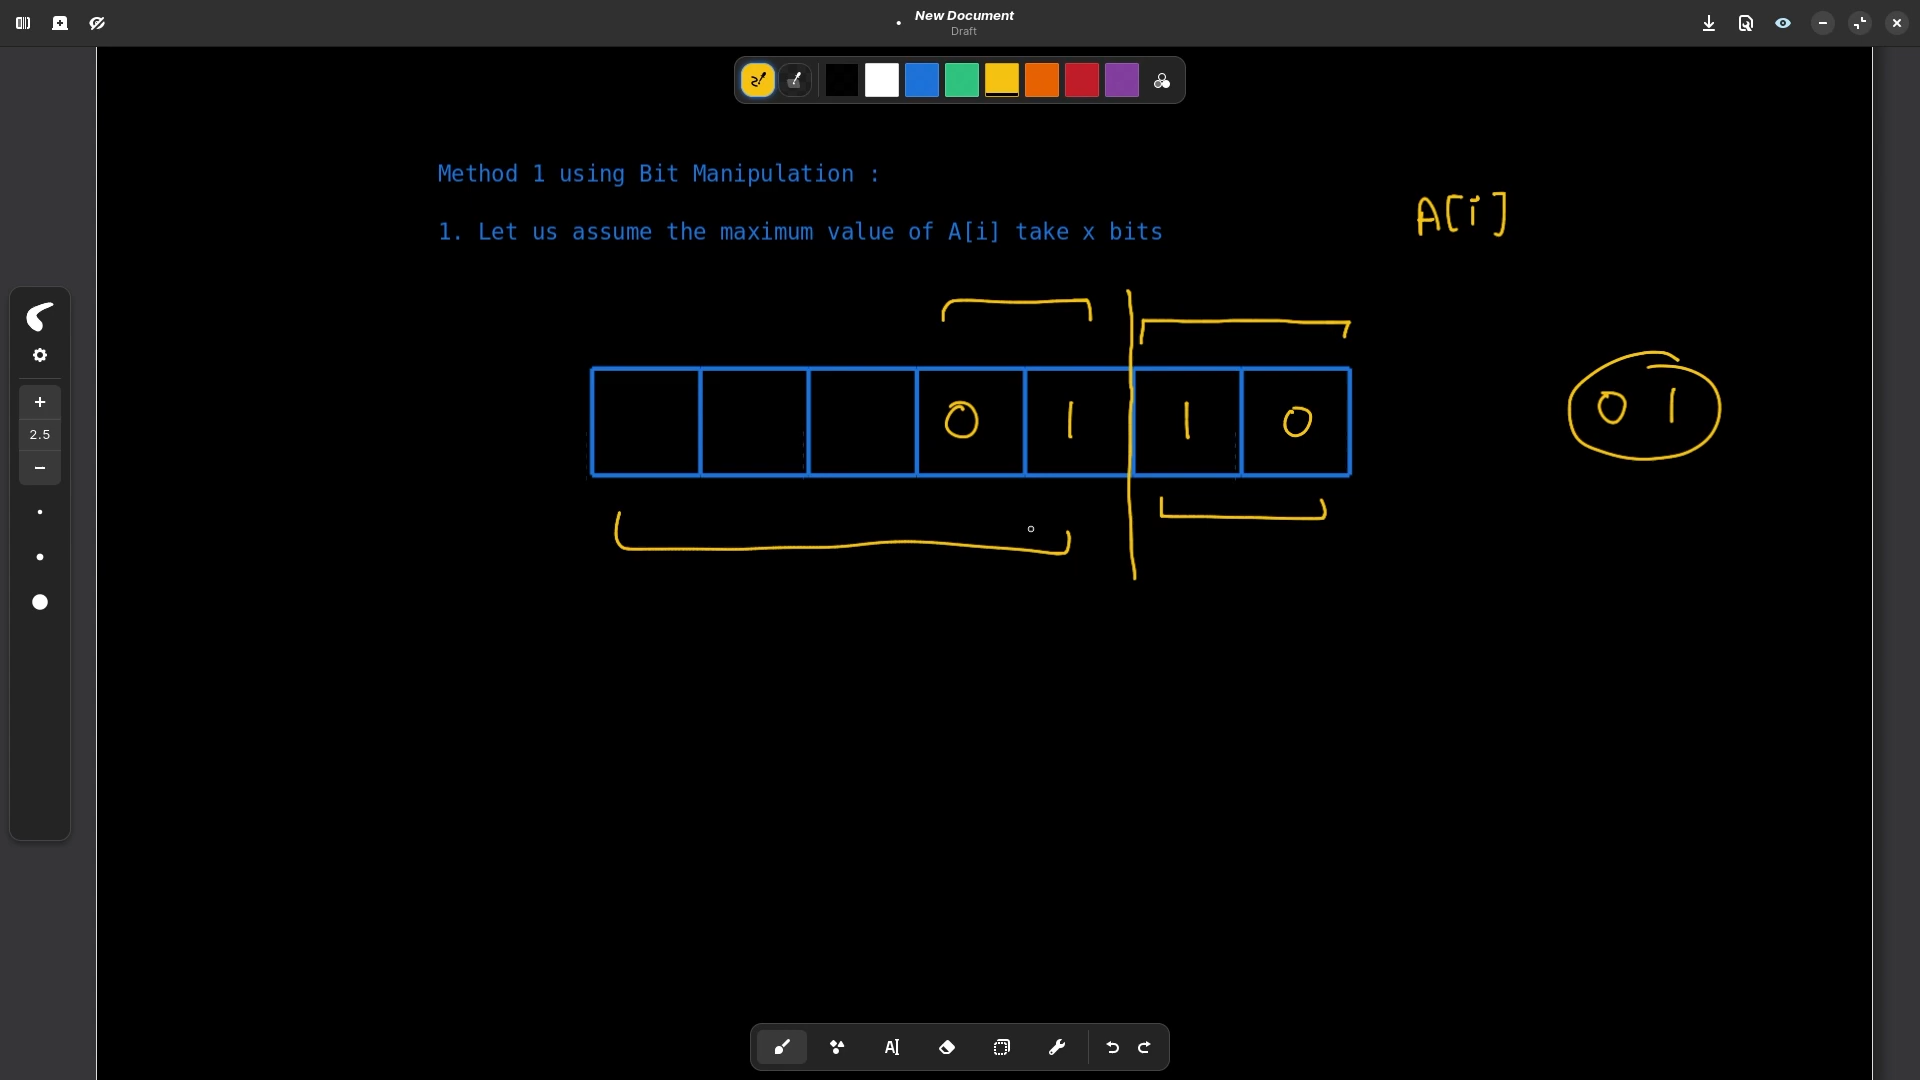 New Document
Draft
Method 1 using Bit Manipulation :
1. Let us assume the maximum value of A[i] take x bits
A[i]
0 1 1 0
0 1
2.5